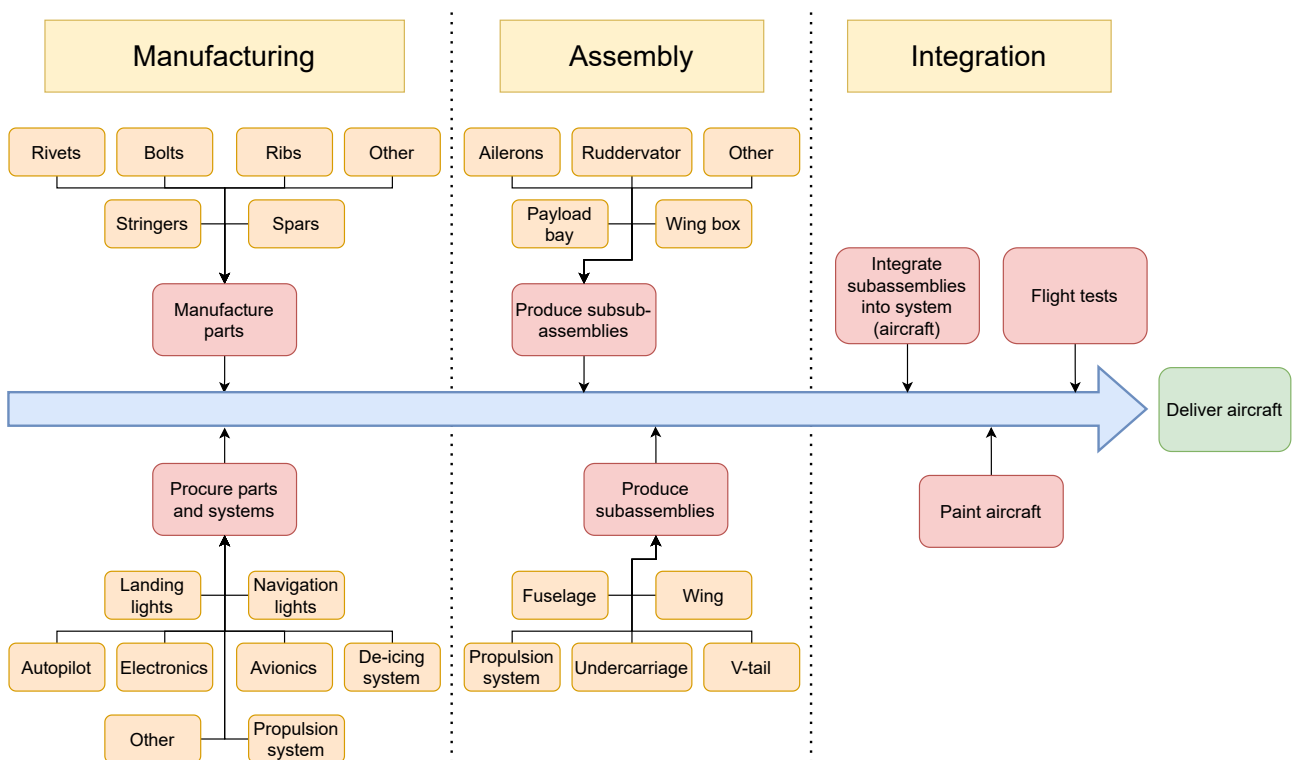 Manufacturing
Assembly
Integration
Rivets
Bolts
Ribs
Other
Stringers
Spars
Manufacture
parts
Ailerons
Ruddervator
Other
Payload
bay
Wing box
Produce subsub-
assemblies
Integrate
subassemblies
into system
(aircraft)
Flight tests
Deliver aircraft
Procure parts
and systems
Landing
lights
Navigation
lights
Autopilot
Electronics
Avionics
De-icing
system
Other
Propulsion
system
Produce
subassemblies
Fuselage
Wing
Propulsion
system
Undercarriage
V-tail
Paint aircraft